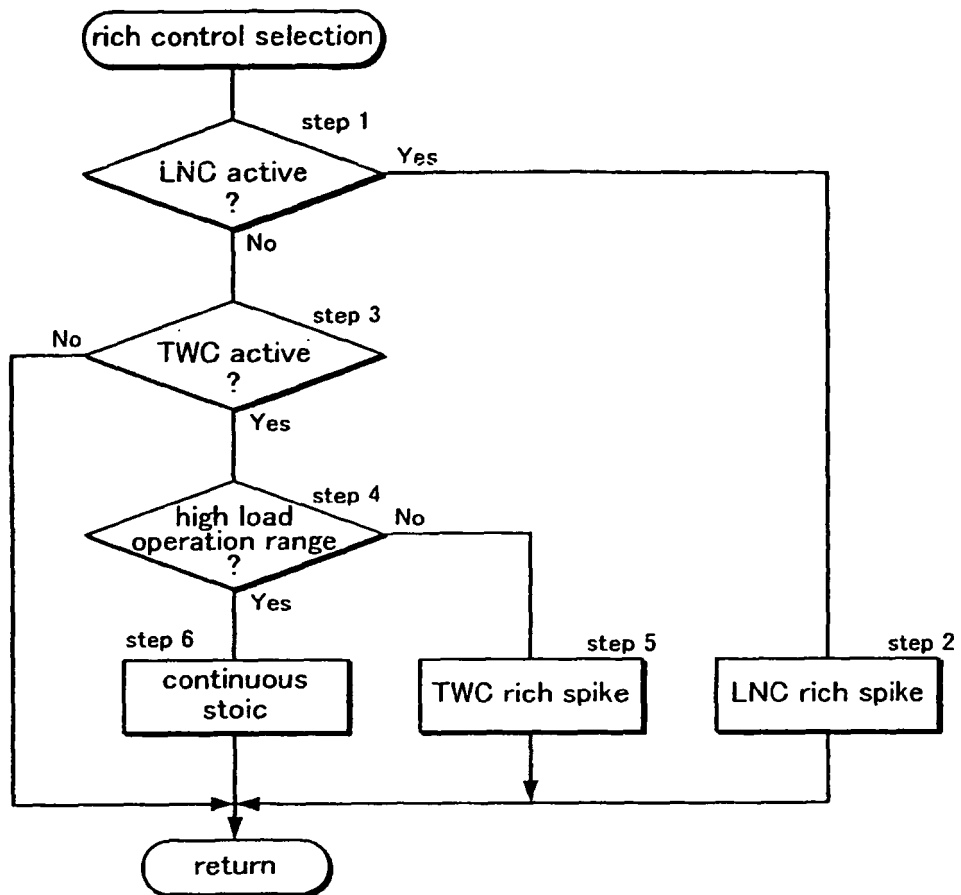 rich control selection
step 1
LNC active
?
Yes
No
step 3
No
TWC active
?
Yes
step 4
high load
operation range
?
No
Yes
step 6
continuous
stoic
step 5
TWC rich spike
step 2
LNC rich spike
return